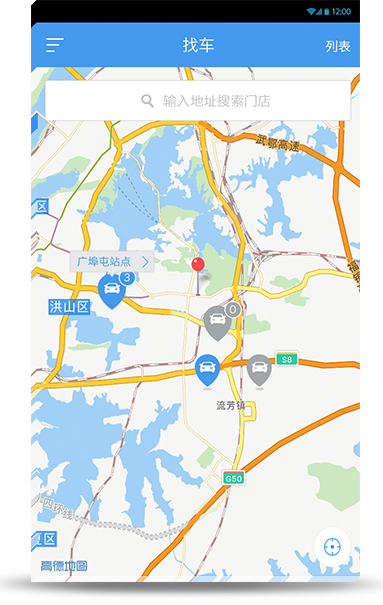 12:00
找车
列表
输入地址搜索门店
武鄂高速
区
广埠屯站点
3
洪山区
福
0
S8
流芳镇
G50
四环线
夏区
高德地图